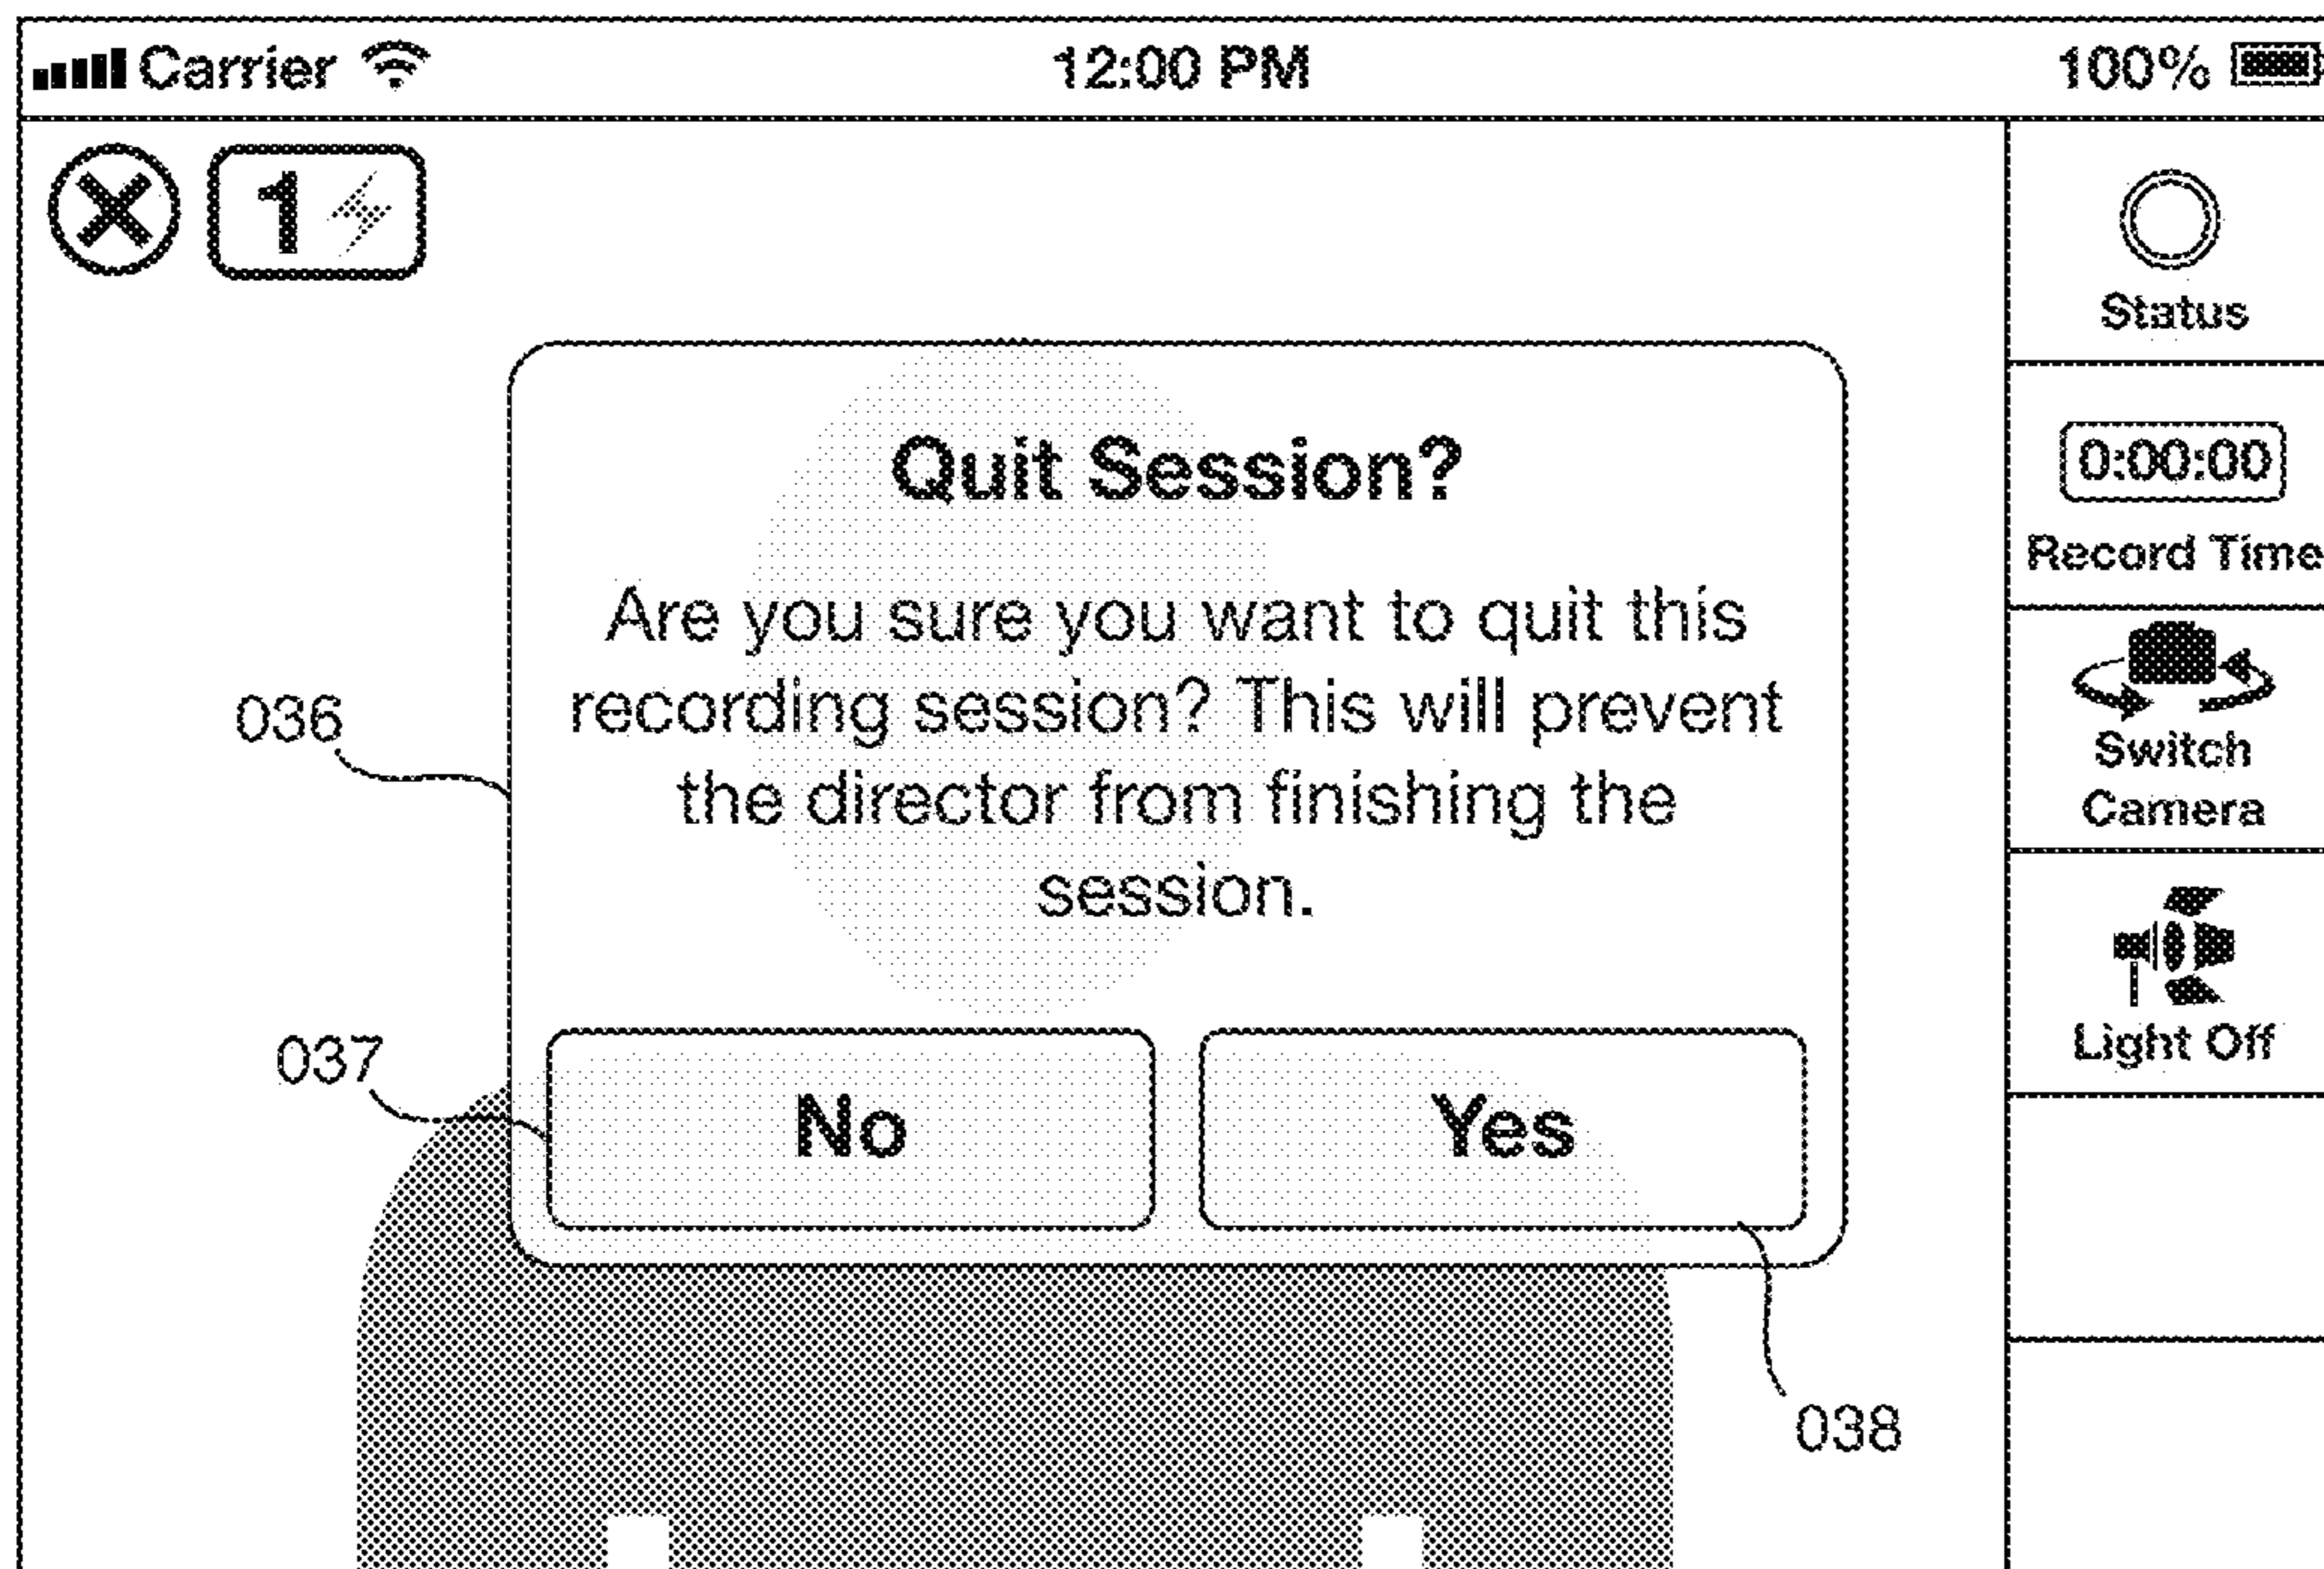 Carrier 12:00 PM 100%
1
Status
Quit Session?
0:00:00
Record Time
Are you sure you want to quit this
recording session? This will prevent
the director from finishing the
session.
036
Switch
Camera
037
No Yes
Light Off
038